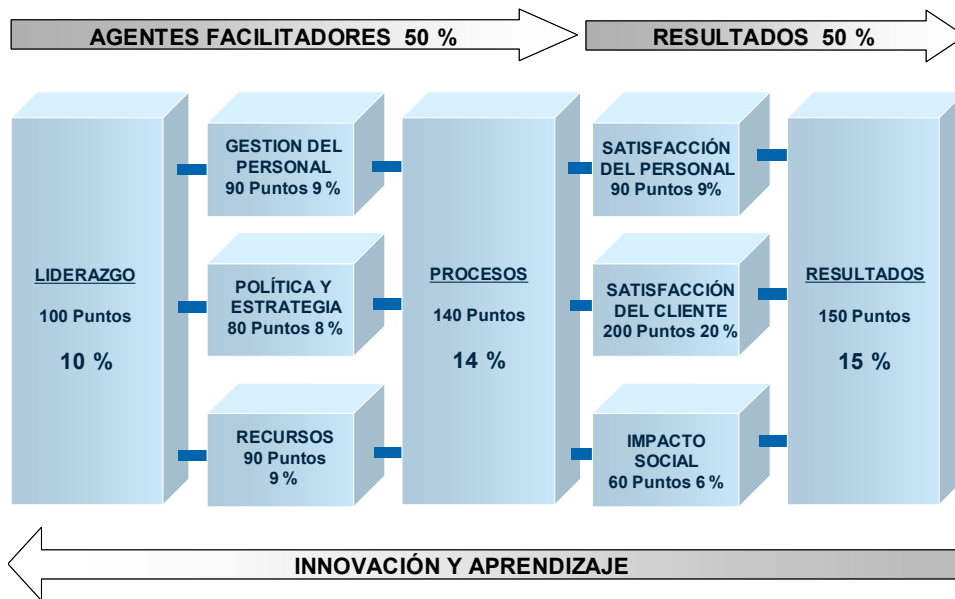 AGENTES FACILITADORES 50 %
RESULTADOS 50 %
LIDERAZGO
100 Puntos
10 %
GESTION DEL
PERSONAL
90 Puntos 9 %
POLÍTICA Y
ESTRATEGIA
80 Puntos 8 %
RECURSOS
90 Puntos
9 %
PROCESOS
140 Puntos
14 %
SATISFACCIÓN
DEL PERSONAL
90 Puntos 9%
SATISFACCIÓN
DEL CLIENTE
200 Puntos 20 %
IMPACTO
SOCIAL
60 Puntos 6 %
RESULTADOS
150 Puntos
15 %
INNOVACIÓN Y APRENDIZAJE